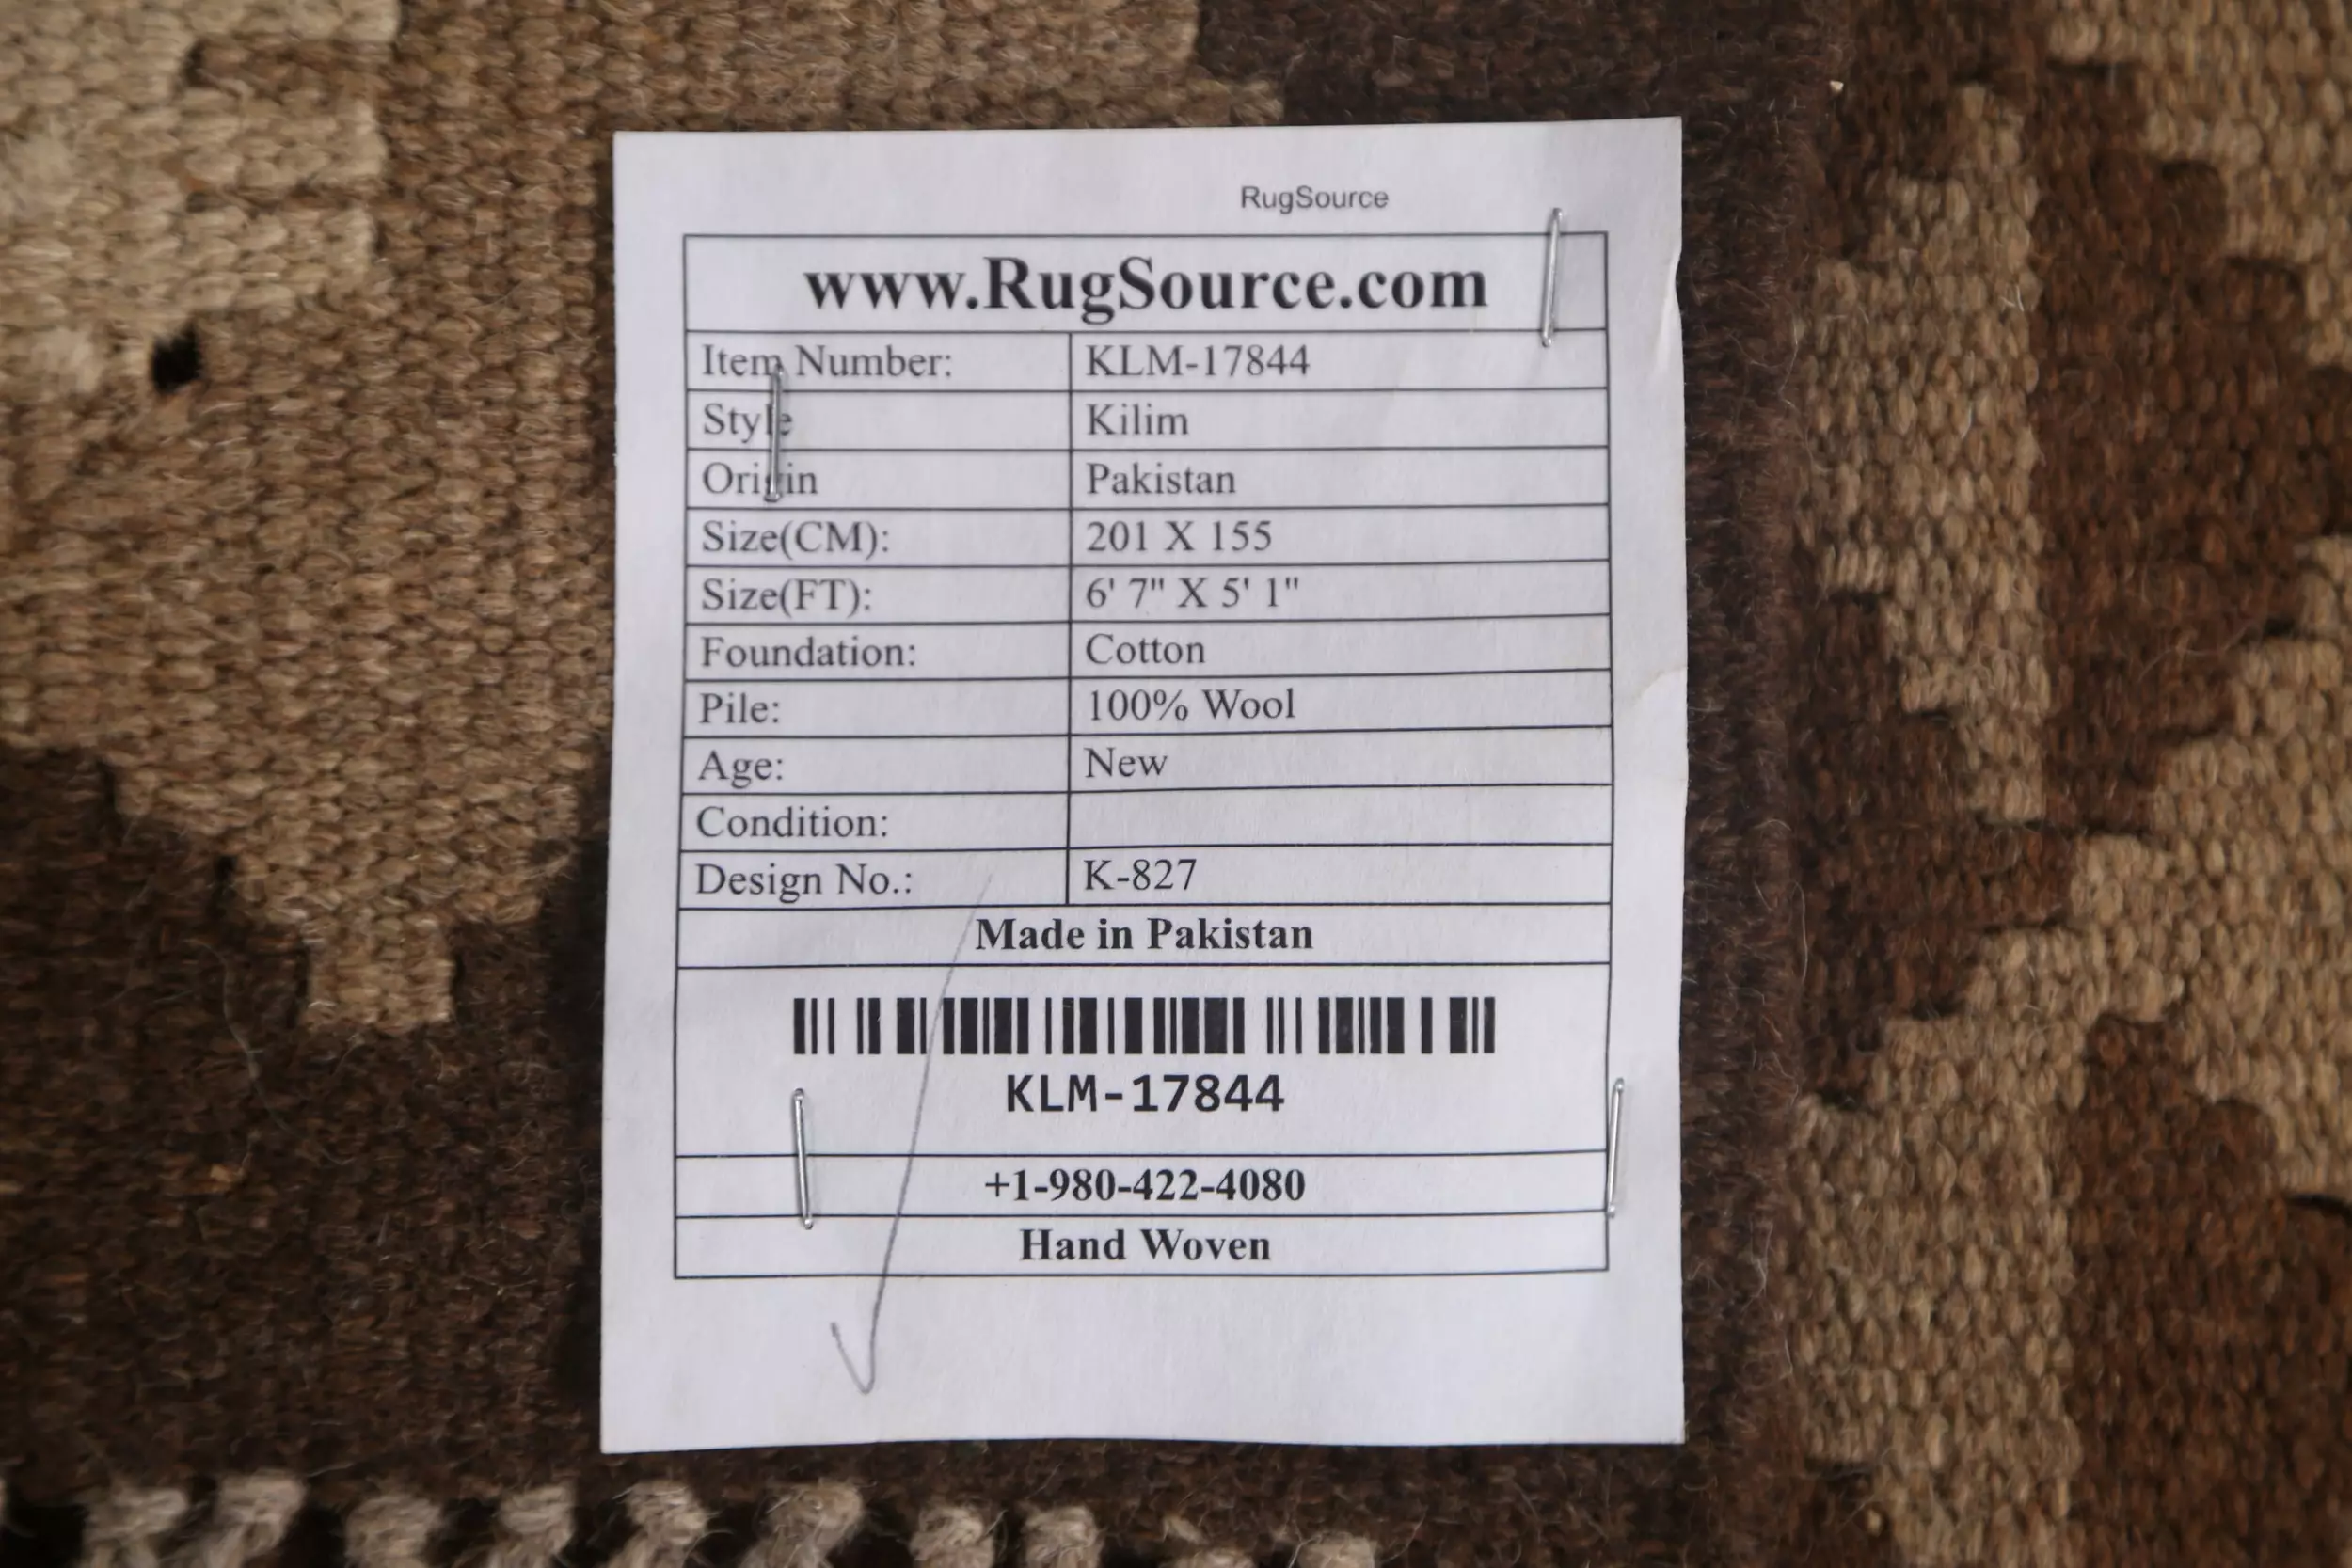 RugSource
www.RugSource.com
Item Number: KLM-17844
Style Kilim
Origin Pakistan
Size(CM): 201 X 155
Size(FT): 6' 7" X 5' 1"
Foundation: Cotton
Pile: 100% Wool
Age: New
Condition:
Design No.: K-827
Made in Pakistan
KLM-17844
+1-980-422-4080
Hand Woven